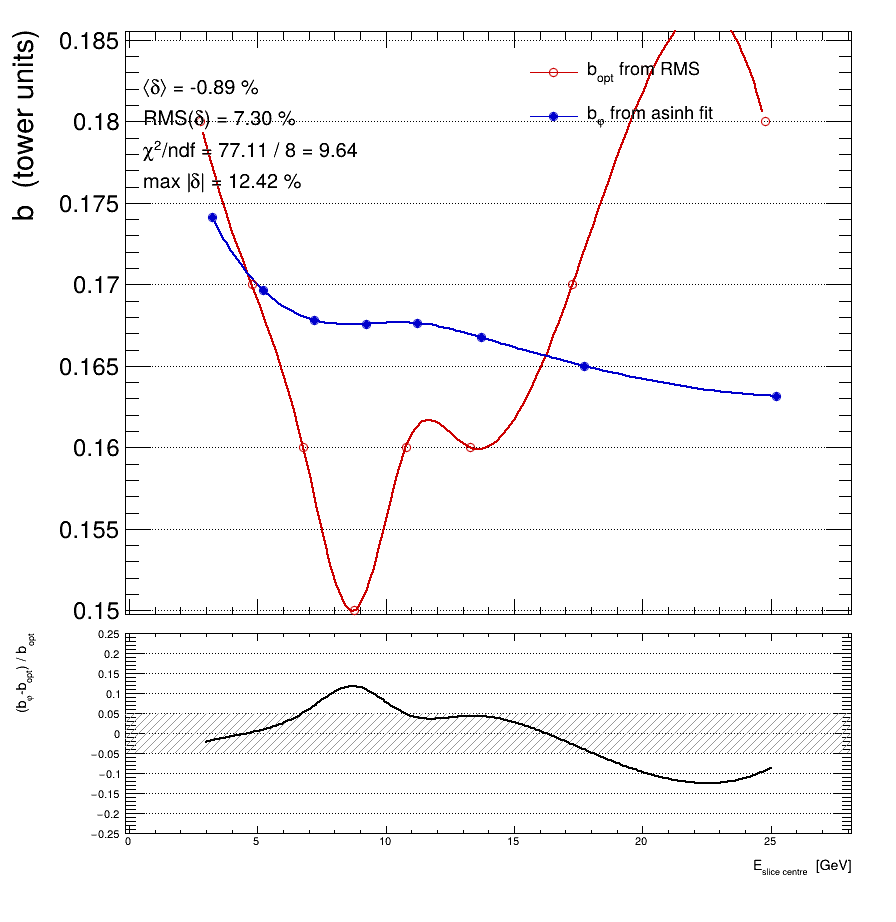 b (tower units)
0.185
0.18
0.175
0.17
0.165
0.16
0.155
0.15
⟨δ⟩ = -0.89 %
RMS(δ) = 7.30 %
χ²/ndf = 77.11 / 8 = 9.64
max |δ| = 12.42 %
b_opt from RMS
b_φ from asinh fit
(b_φ-b_opt) / b_opt
0.25
0.2
0.15
0.1
0.05
0
−0.05
−0.1
−0.15
−0.2
−0.25
0 5 10 15 20 25
E_slice centre [GeV]